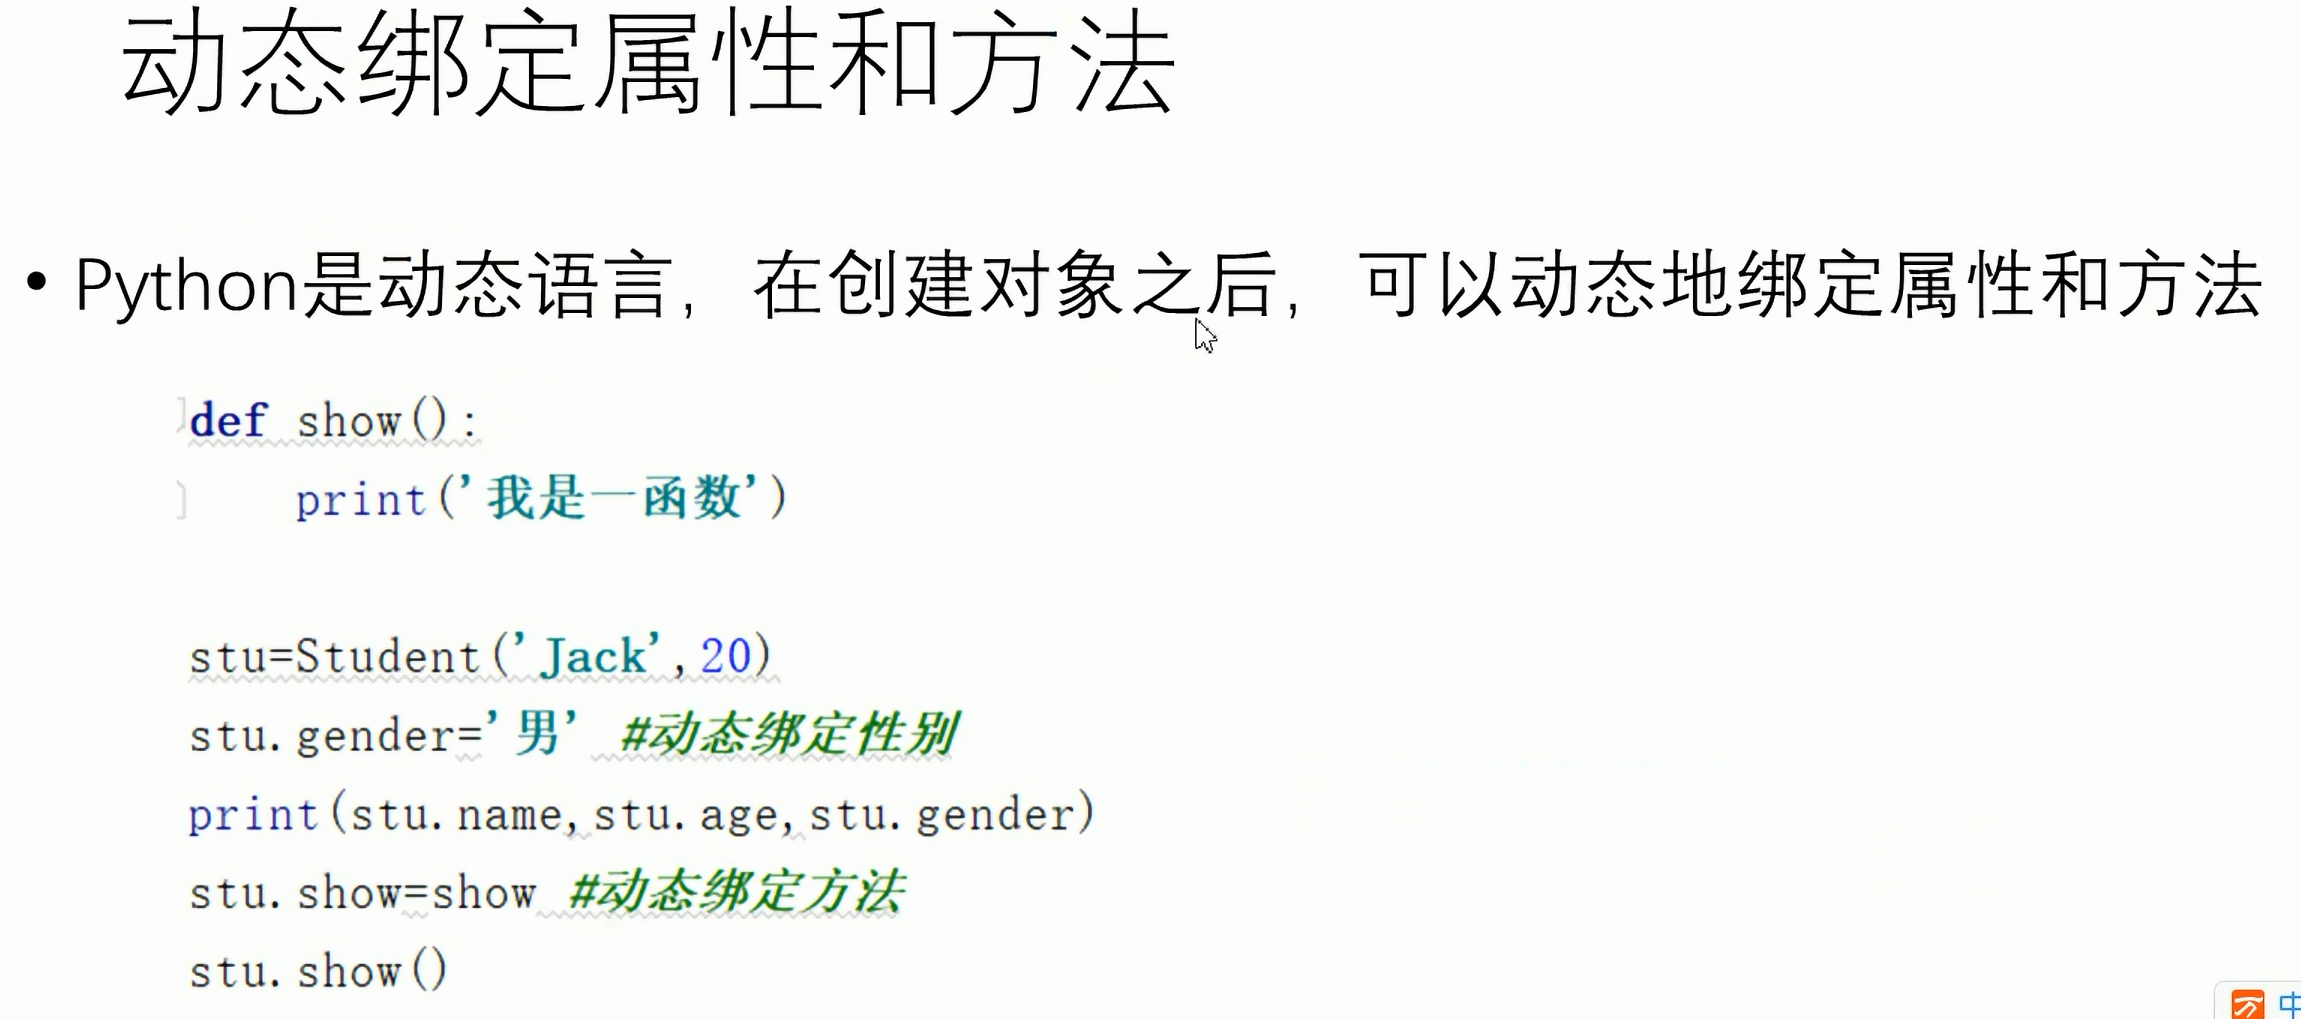 动态绑定属性和方法
• Python是动态语言，在创建对象之后，可以动态地绑定属性和方法
def show():
    print('我是一函数')
stu=Student('Jack',20)
stu.gender='男' #动态绑定性别
print(stu.name,stu.age,stu.gender)
stu.show=show #动态绑定方法
stu.show()
中